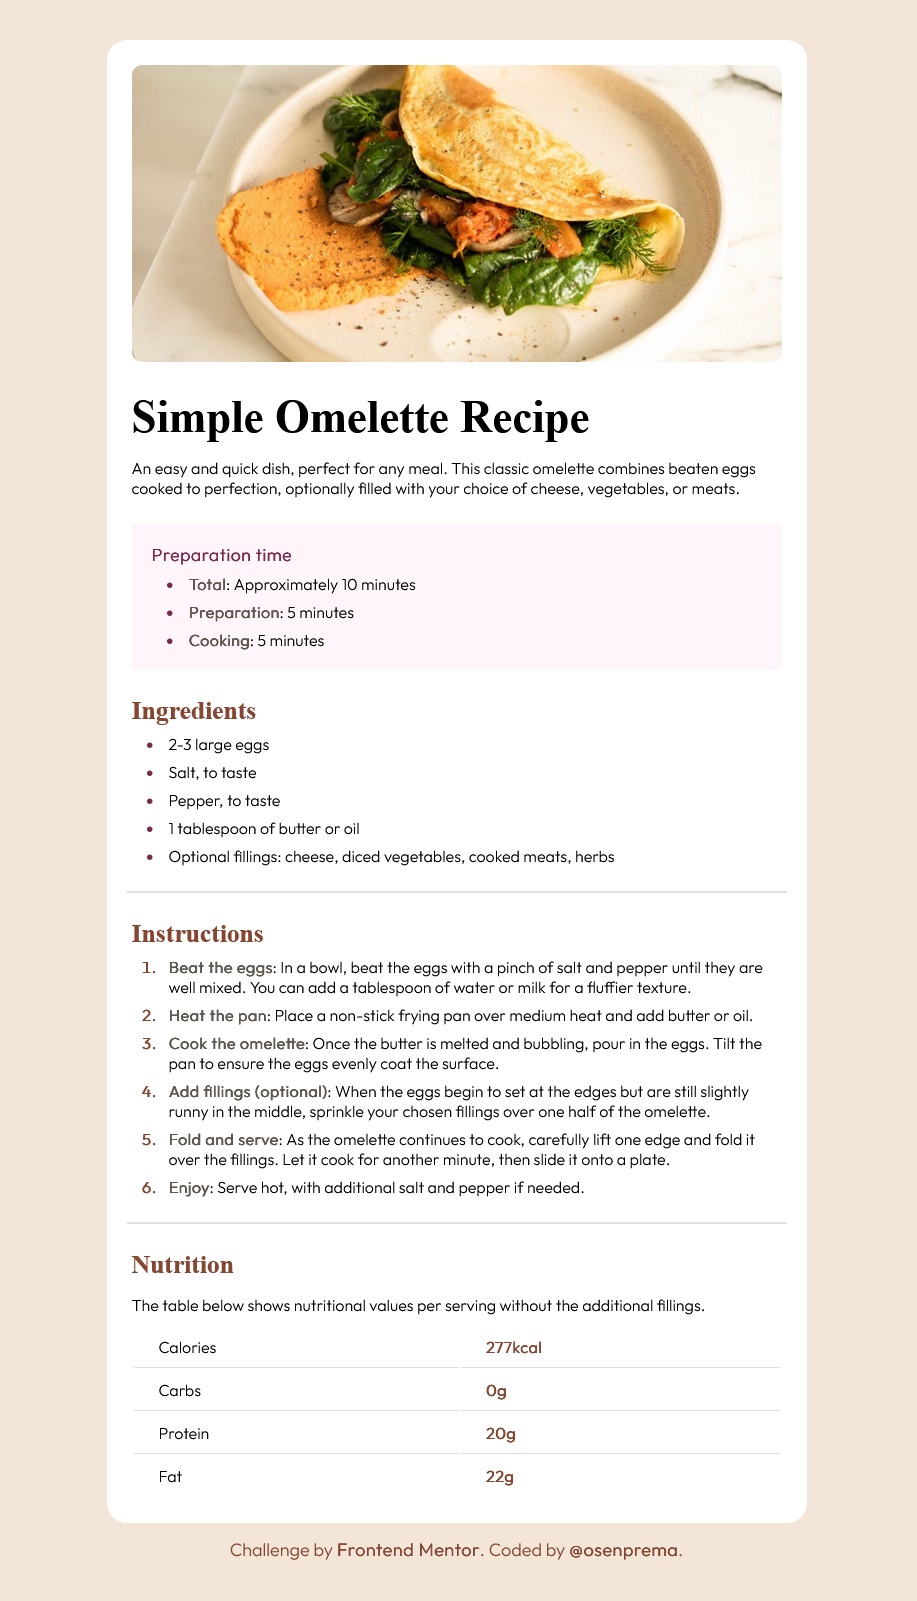 Simple Omelette Recipe
An easy and quick dish, perfect for any meal. This classic omelette combines beaten eggs
cooked to perfection, optionally filled with your choice of cheese, vegetables, or meats.
Preparation time
• Total: Approximately 10 minutes
• Preparation: 5 minutes
• Cooking: 5 minutes
Ingredients
• 2-3 large eggs
• Salt, to taste
• Pepper, to taste
• 1 tablespoon of butter or oil
• Optional fillings: cheese, diced vegetables, cooked meats, herbs
Instructions
1. Beat the eggs: In a bowl, beat the eggs with a pinch of salt and pepper until they are
well mixed. You can add a tablespoon of water or milk for a fluffier texture.
2. Heat the pan: Place a non-stick frying pan over medium heat and add butter or oil.
3. Cook the omelette: Once the butter is melted and bubbling, pour in the eggs. Tilt the
pan to ensure the eggs evenly coat the surface.
4. Add fillings (optional): When the eggs begin to set at the edges but are still slightly
runny in the middle, sprinkle your chosen fillings over one half of the omelette.
5. Fold and serve: As the omelette continues to cook, carefully lift one edge and fold it
over the fillings. Let it cook for another minute, then slide it onto a plate.
6. Enjoy: Serve hot, with additional salt and pepper if needed.
Nutrition
The table below shows nutritional values per serving without the additional fillings.
Calories 277kcal
Carbs 0g
Protein 20g
Fat 22g
Challenge by Frontend Mentor. Coded by @osenprema.